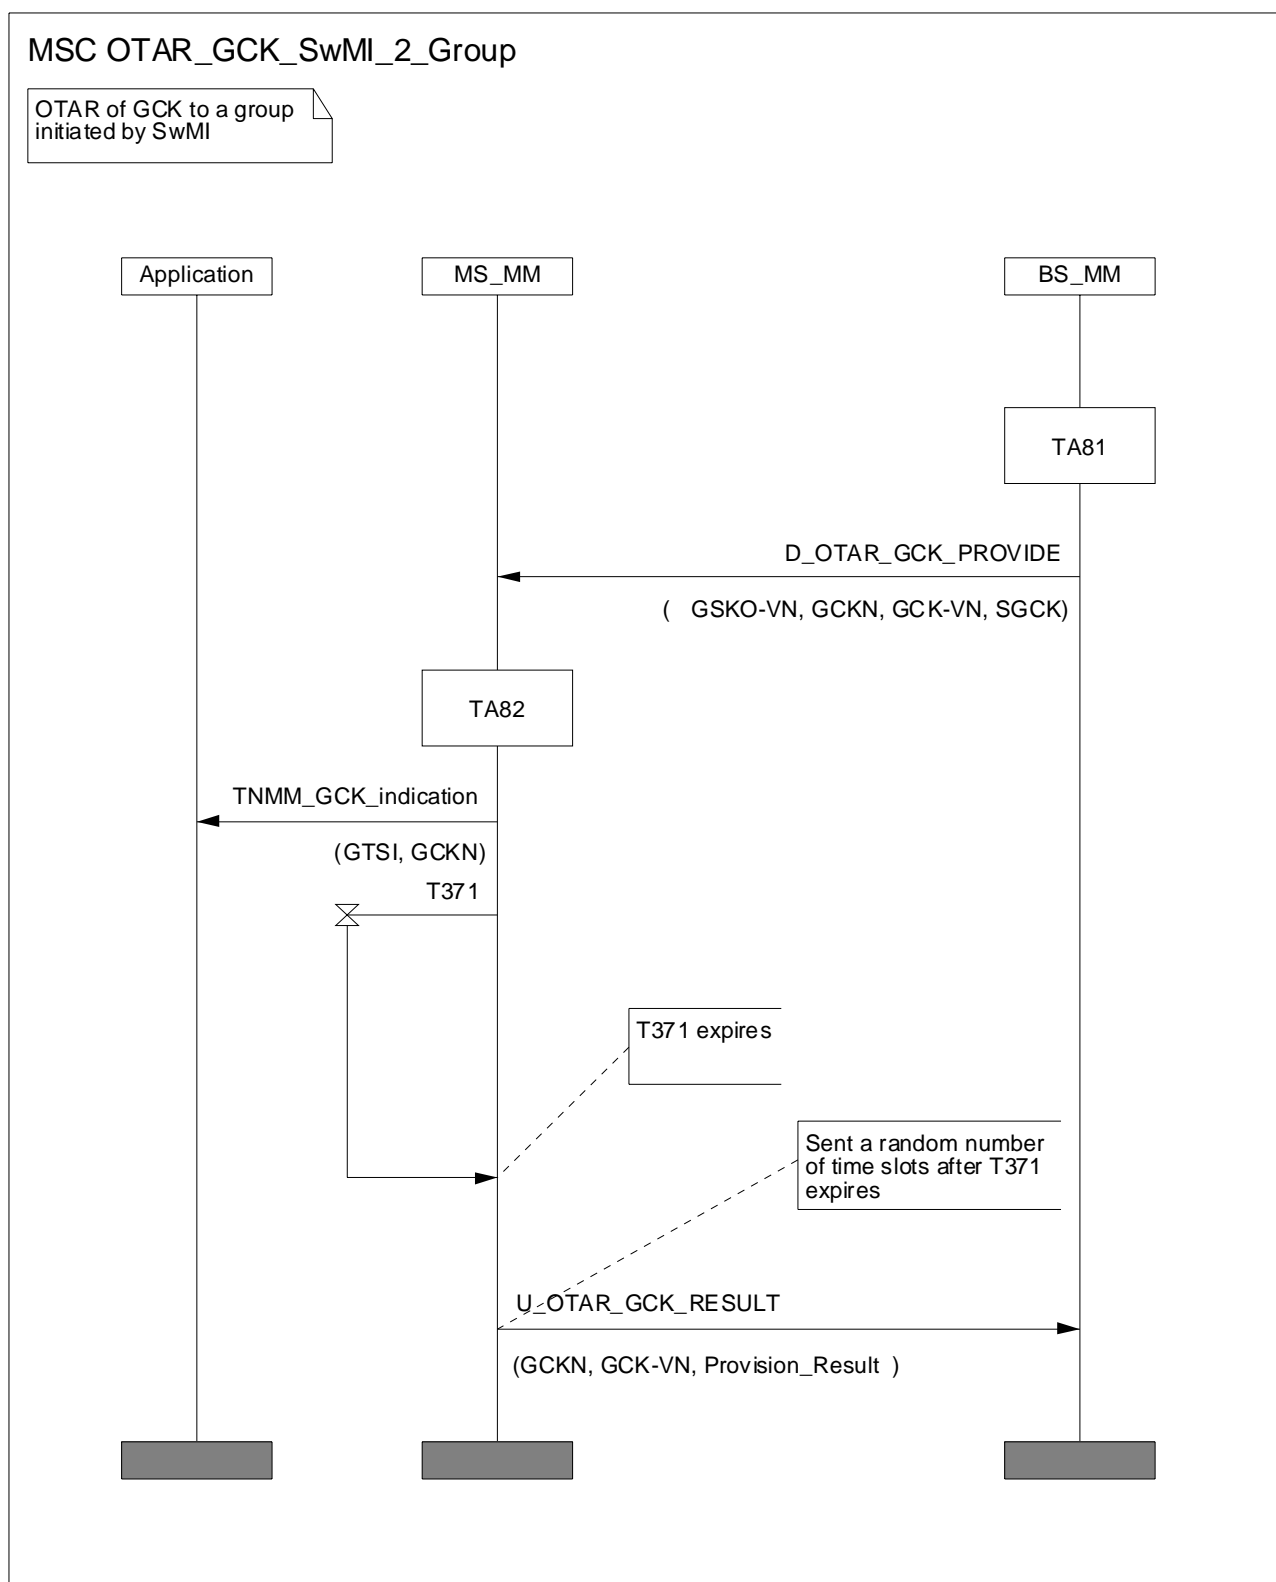 MSC OTAR_GCK_SwMI_2_Group
OTAR of GCK to a group
initiated by SwMI
Application
MS_MM
BS_MM
TA81
D_OTAR_GCK_PROVIDE
( GSKO-VN, GCKN, GCK-VN, SGCK)
TA82
TNMM_GCK_indication
(GTSI, GCKN)
T371
T371 expires
Sent a random number
of time slots after T371
expires
U_OTAR_GCK_RESULT
(GCKN, GCK-VN, Provision_Result )